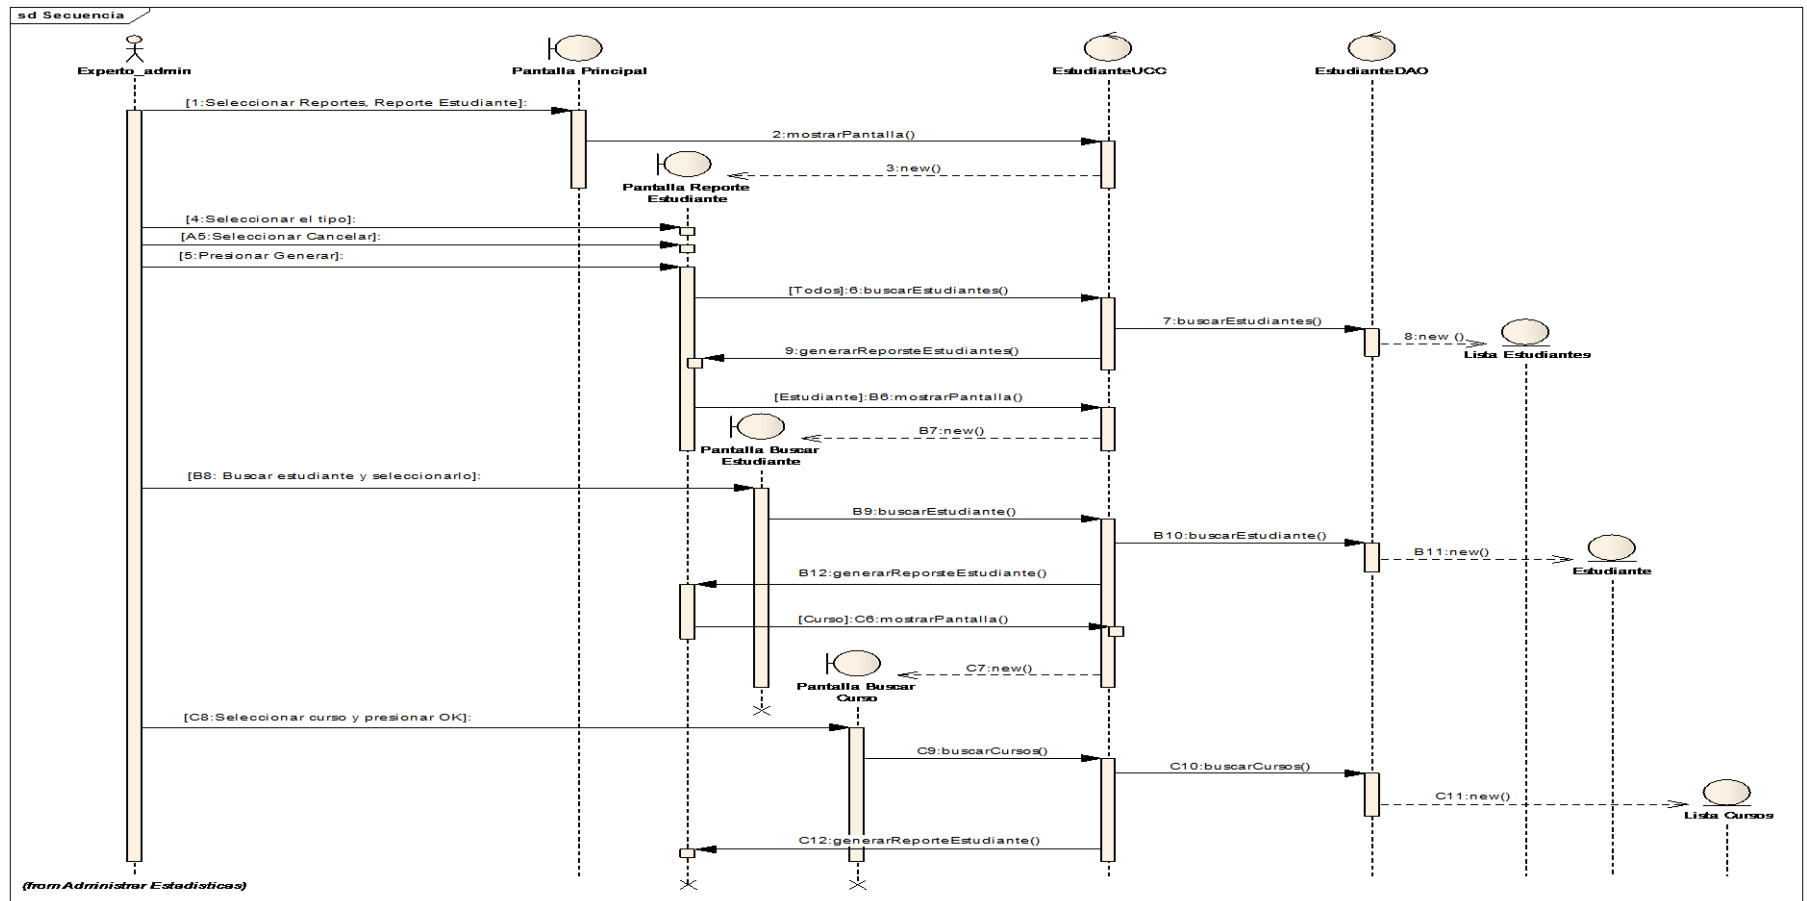 sd Secuencia
Experto_admin
Pantalla Principal
EstudianteUCC
EstudianteDAO
[1:Seleccionar Reportes, Reporte Estudiante]:
2:mostrarPantalla()
3:new()
Pantalla Reporte
Estudiante
[4:Seleccionar el tipo]:
[A5:Seleccionar Cancelar]:
[5:Presionar Generar]:
[Todos]:6:buscarEstudiantes()
7:buscarEstudiantes()
8:new ()
Lista Estudiantes
9:generarReporsteEstudiantes()
[Estudiante]:B6:mostrarPantalla()
B7:new()
Pantalla Buscar
Estudiante
[B8: Buscar estudiante y seleccionarlo]:
B9:buscarEstudiante()
B10:buscarEstudiante()
B11:new()
Estudiante
B12:generarReporsteEstudiante()
[Curso]:C6:mostrarPantalla()
C7:new()
Pantalla Buscar
Curso
[C8:Seleccionar curso y presionar OK]:
C9:buscarCursos()
C10:buscarCursos()
C11:new()
Lista Cursos
C12:generarReporteEstudiante()
(from Administrar Estadisticas)